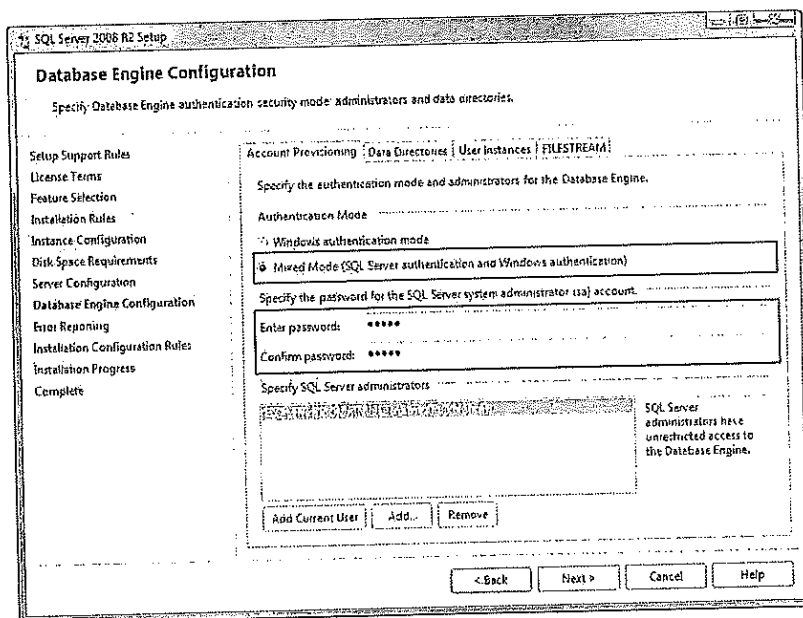 SQL Server 2008 R2 Setup
Database Engine Configuration
Specify Database Engine authentication security mode, administrators and data directories.
Setup Support Rules
License Terms
Feature Selection
Installation Rules
Instance Configuration
Disk Space Requirements
Server Configuration
Database Engine Configuration
Error Reporting
Installation Configuration Rules
Installation Progress
Complete
Account Provisioning Data Directories User Instances FILESTREAM
Specify the authentication mode and administrators for the Database Engine.
Authentication Mode
Windows authentication mode
Mixed Mode (SQL Server authentication and Windows authentication)
Specify the password for the SQL Server system administrator (sa) account.
Enter password: •••••
Confirm password: •••••
Specify SQL Server administrators
SQL Server
administrators have
unrestricted access to
the Database Engine.
Add Current User Add... Remove
< Back Next > Cancel Help